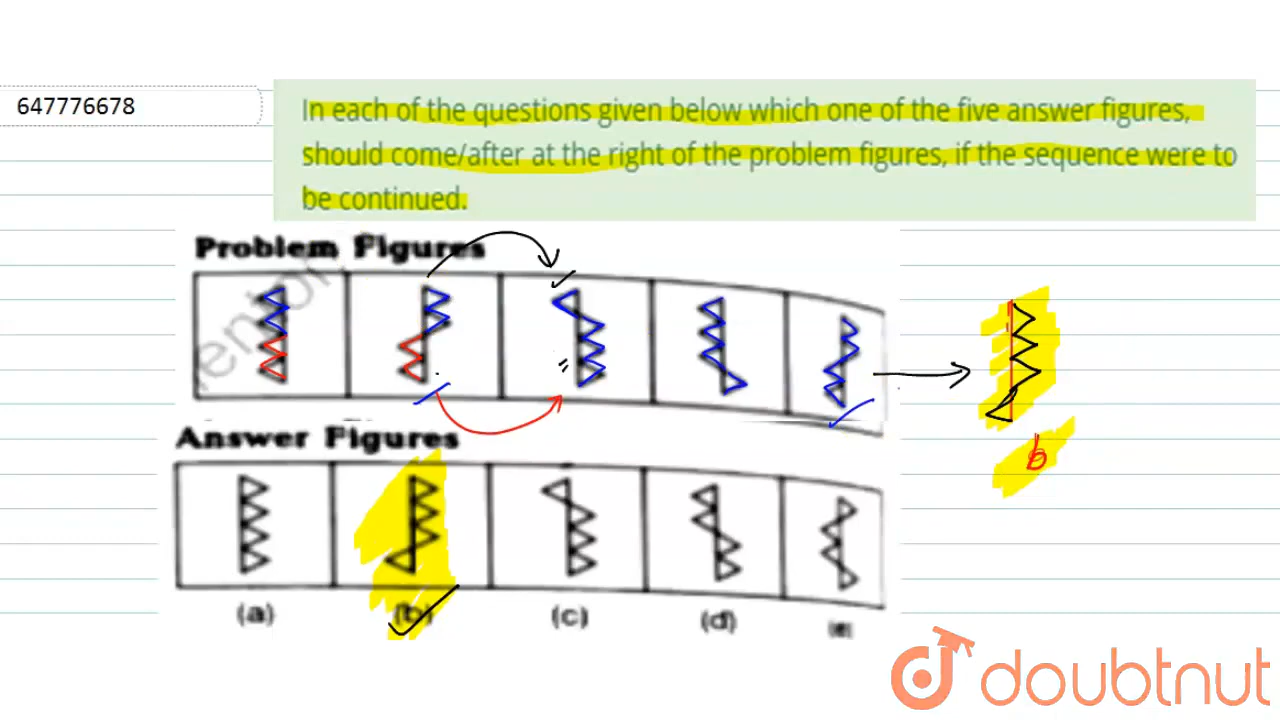 647776678
In each of the questions given below which one of the five answer figures,
should come/after at the right of the problem figures, if the sequence were to
be continued.
Problem Figures
Answer Figures
b
(a) (b) (c) (d) (e)
doubtnut